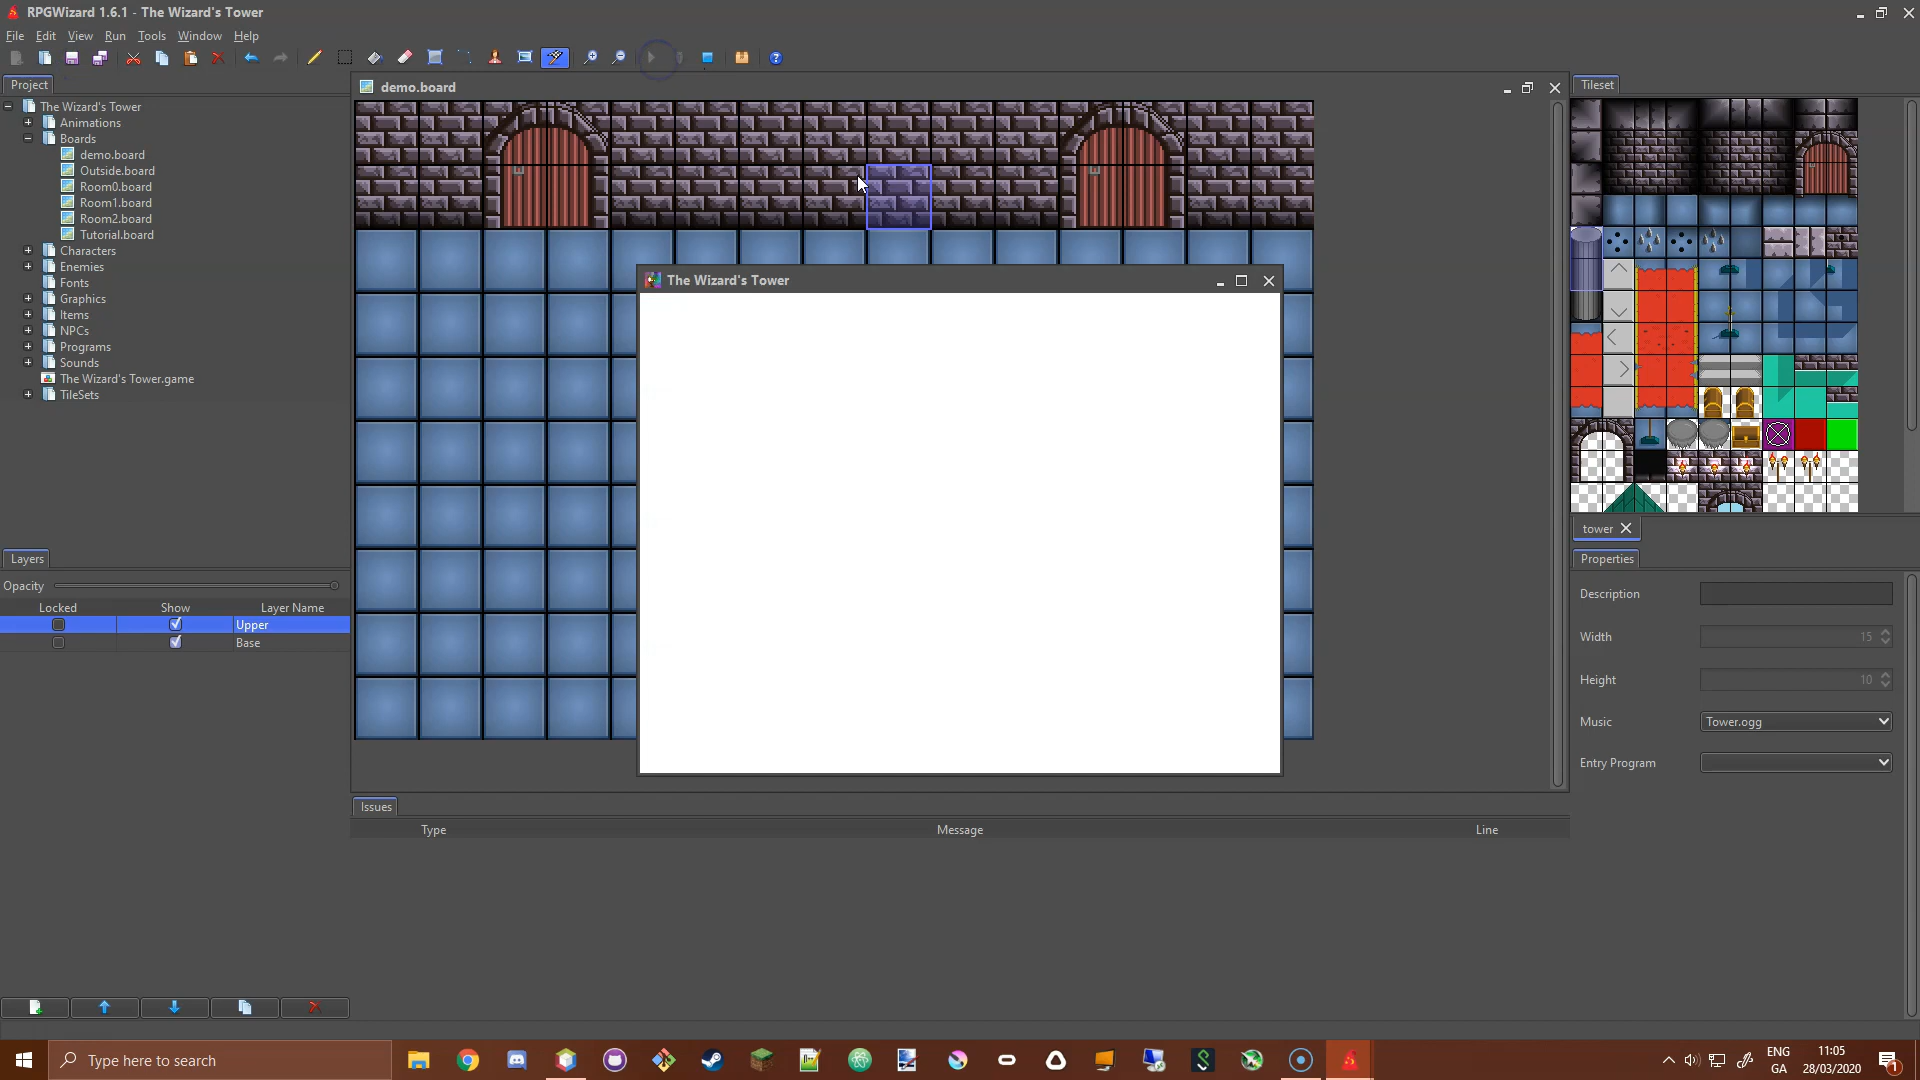 RPGWizard 1.6.1 - The Wizard's Tower
File Edit View Run Tools Window Help
Project
The Wizard's Tower
Animations
Boards
demo.board
Outside.board
Room0.board
Room1.board
Room2.board
Tutorial.board
Characters
Enemies
Fonts
Graphics
Items
NPCs
Programs
Sounds
The Wizard's Tower.game
TileSets
Layers
Opacity
Locked Show Layer Name
Upper
Base
demo.board
The Wizard's Tower
Issues
Type Message Line
Tileset
tower
Properties
Description
Width 15
Height 10
Music Tower.ogg
Entry Program
Type here to search
ENG
GA
11:05
28/03/2020
1